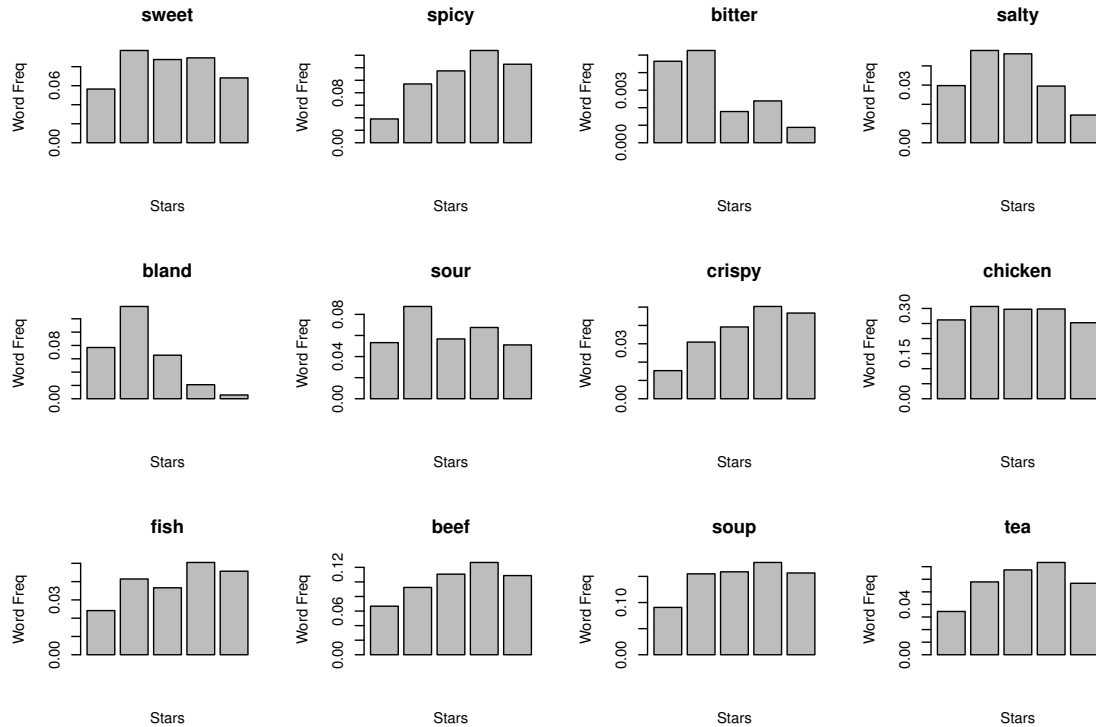 sweet
Word Freq
0.00 0.06
Stars
spicy
Word Freq
0.00 0.08
Stars
bitter
Word Freq
0.000 0.003
Stars
salty
Word Freq
0.00 0.03
Stars
bland
Word Freq
0.00 0.08
Stars
sour
Word Freq
0.00 0.04 0.08
Stars
crispy
Word Freq
0.00 0.03
Stars
chicken
Word Freq
0.00 0.15 0.30
Stars
fish
Word Freq
0.00 0.03
Stars
beef
Word Freq
0.00 0.06 0.12
Stars
soup
Word Freq
0.00 0.10
Stars
tea
Word Freq
0.00 0.04
Stars